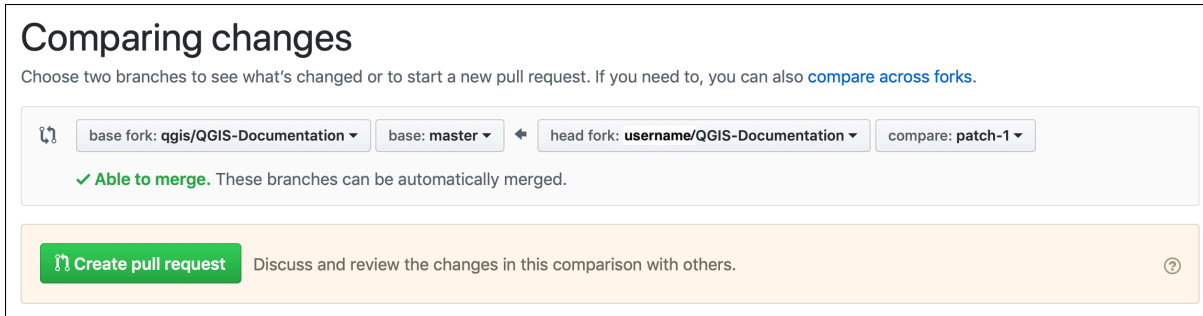 Comparing changes
Choose two branches to see what's changed or to start a new pull request. If you need to, you can also compare across forks.
base fork: qgis/QGIS-Documentation base: master head fork: username/QGIS-Documentation compare: patch-1
Able to merge. These branches can be automatically merged.
Create pull request Discuss and review the changes in this comparison with others. ?